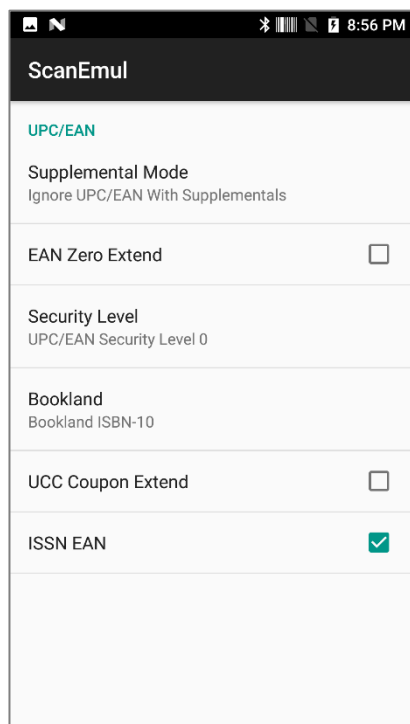 8:56 PM
ScanEmul
UPC/EAN
Supplemental Mode
Ignore UPC/EAN With Supplementals
EAN Zero Extend
Security Level
UPC/EAN Security Level 0
Bookland
Bookland ISBN-10
UCC Coupon Extend
ISSN EAN